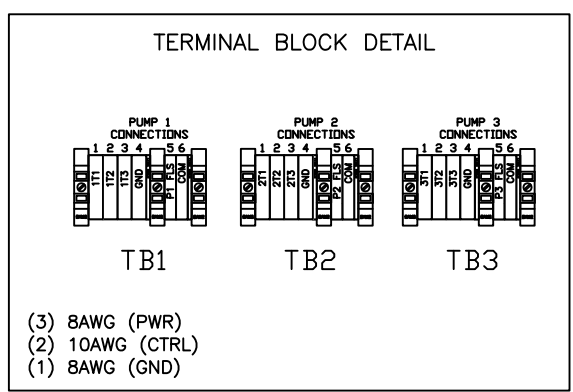 TERMINAL BLOCK DETAIL
PUMP 1
CONNECTIONS
1 2 3 4 5 6
1T1 1T2 1T3 GND P1 FLS COM
TB1
PUMP 2
CONNECTIONS
1 2 3 4 5 6
2T1 2T2 2T3 GND P2 FLS COM
TB2
PUMP 3
CONNECTIONS
1 2 3 4 5 6
3T1 3T2 3T3 GND P3 FLS COM
TB3
(3) 8AWG (PWR)
(2) 10AWG (CTRL)
(1) 8AWG (GND)